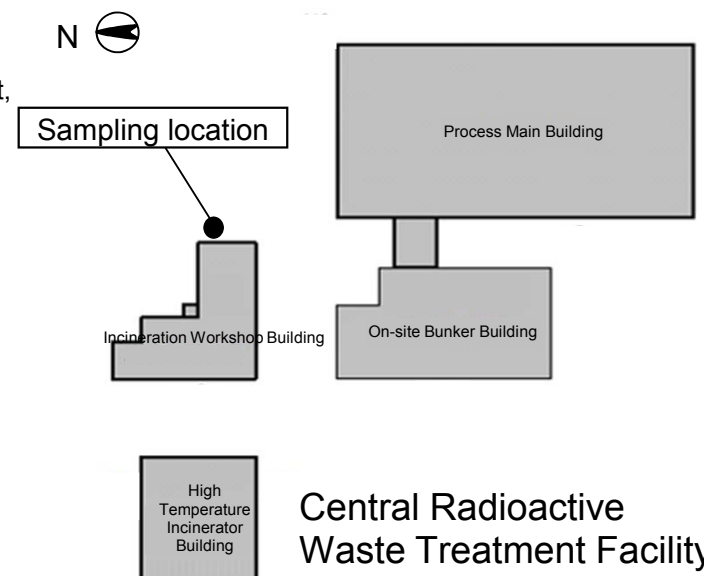 N
t,
Sampling location
Process Main Building
Incineration Workshop Building
On-site Bunker Building
High
Temperature
Incinerator
Building
Central Radioactive
Waste Treatment Facility